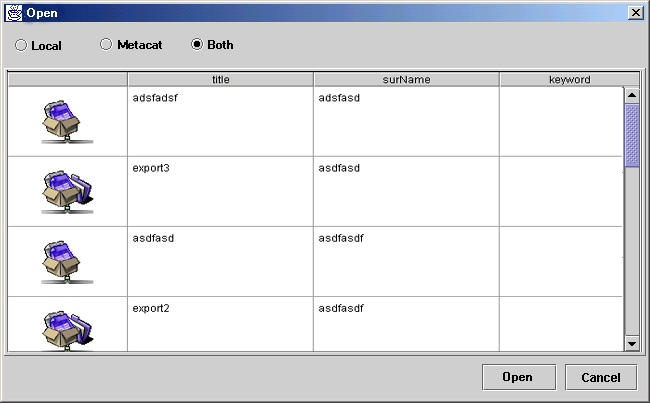 Open
Local Metacat Both
title surName keyword
adsfadsf adsfasd
export3 asdfasd
asdfasd asdfasdf
export2 asdfasdf
Open Cancel